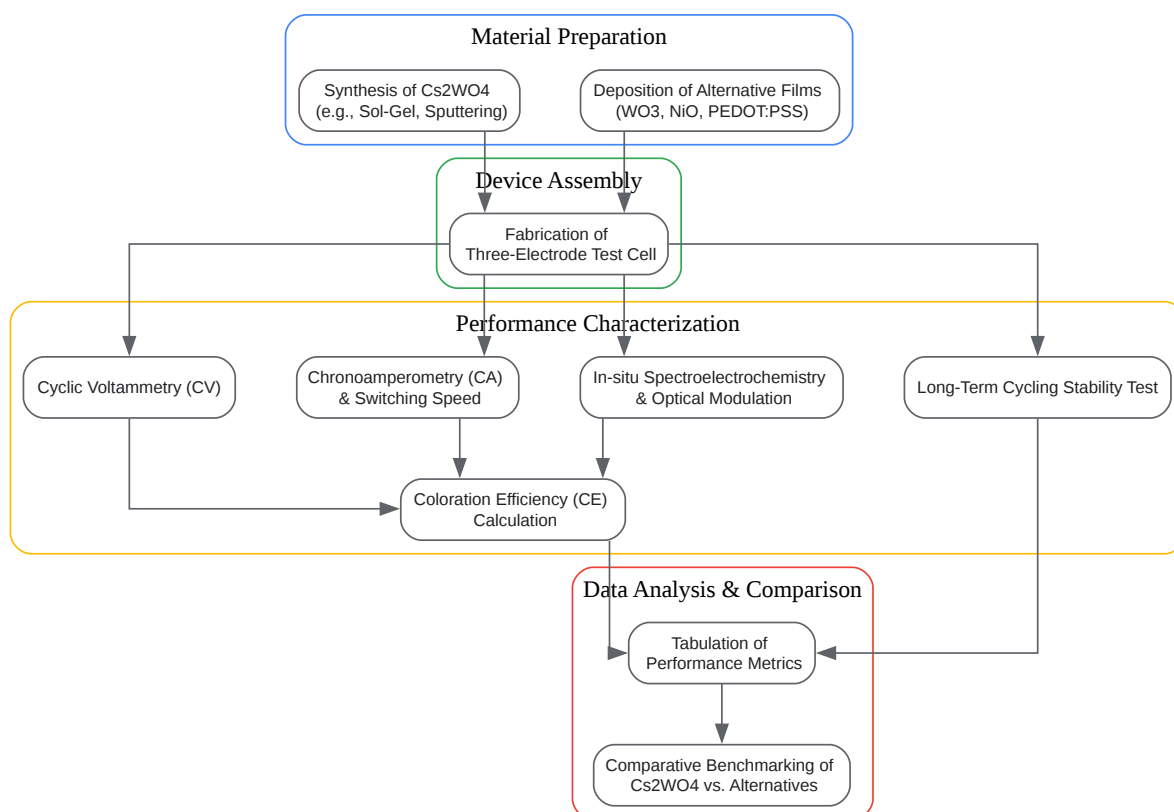 Material Preparation
Synthesis of Cs2WO4
(e.g., Sol-Gel, Sputtering)
Deposition of Alternative Films
(WO3, NiO, PEDOT:PSS)
Device Assembly
Fabrication of
Three-Electrode Test Cell
Performance Characterization
Cyclic Voltammetry (CV)
Chronoamperometry (CA)
& Switching Speed
In-situ Spectroelectrochemistry
& Optical Modulation
Long-Term Cycling Stability Test
Coloration Efficiency (CE)
Calculation
Data Analysis & Comparison
Tabulation of
Performance Metrics
Comparative Benchmarking of
Cs2WO4 vs. Alternatives